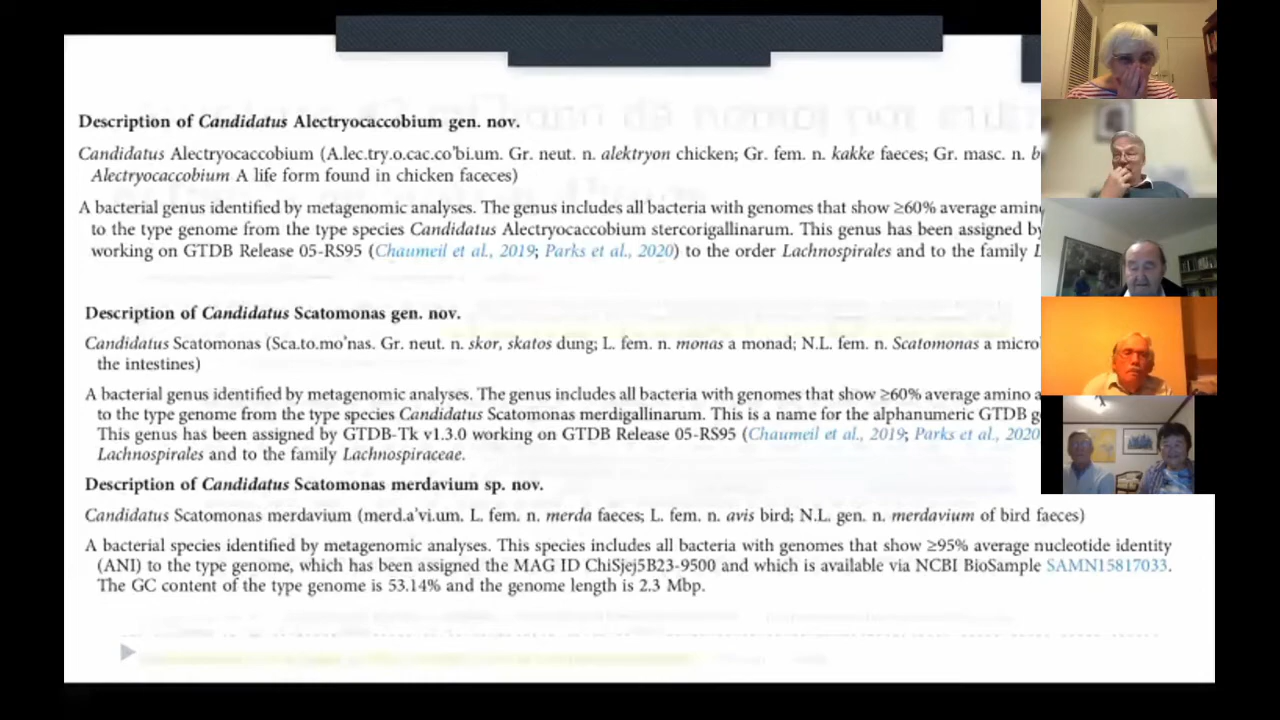 Description of Candidatus Alectryocaccobium gen. nov.
Candidatus Alectryocaccobium (A.lec.try.o.cac.co'bi.um. Gr. neut. n. alektryon chicken; Gr. fem. n. kakke faeces; Gr. masc. n. b
Alectryocaccobium A life form found in chicken faceces)
A bacterial genus identified by metagenomic analyses. The genus includes all bacteria with genomes that show ≥60% average amin
to the type genome from the type species Candidatus Alectryocaccobium stercorigallinarum. This genus has been assigned by
working on GTDB Release 05-RS95 (Chaumeil et al., 2019; Parks et al., 2020) to the order Lachnospirales and to the family L
Description of Candidatus Scatomonas gen. nov.
Candidatus Scatomonas (Sca.to.mo'nas. Gr. neut. n. skor, skatos dung; L. fem. n. monas a monad; N.L. fem. n. Scatomonas a micro
the intestines)
A bacterial genus identified by metagenomic analyses. The genus includes all bacteria with genomes that show ≥60% average amino a
to the type genome from the type species Candidatus Scatomonas merdigallinarum. This is a name for the alphanumeric GTDB g
This genus has been assigned by GTDB-Tk v1.3.0 working on GTDB Release 05-RS95 (Chaumeil et al., 2019; Parks et al., 2020
Lachnospirales and to the family Lachnospiraceae.
Description of Candidatus Scatomonas merdavium sp. nov.
Candidatus Scatomonas merdavium (merd.a'vi.um. L. fem. n. merda faeces; L. fem. n. avis bird; N.L. gen. n. merdavium of bird faeces)
A bacterial species identified by metagenomic analyses. This species includes all bacteria with genomes that show ≥95% average nucleotide identity
(ANI) to the type genome, which has been assigned the MAG ID ChiSjej5B23-9500 and which is available via NCBI BioSample SAMN15817033.
The GC content of the type genome is 53.14% and the genome length is 2.3 Mbp.